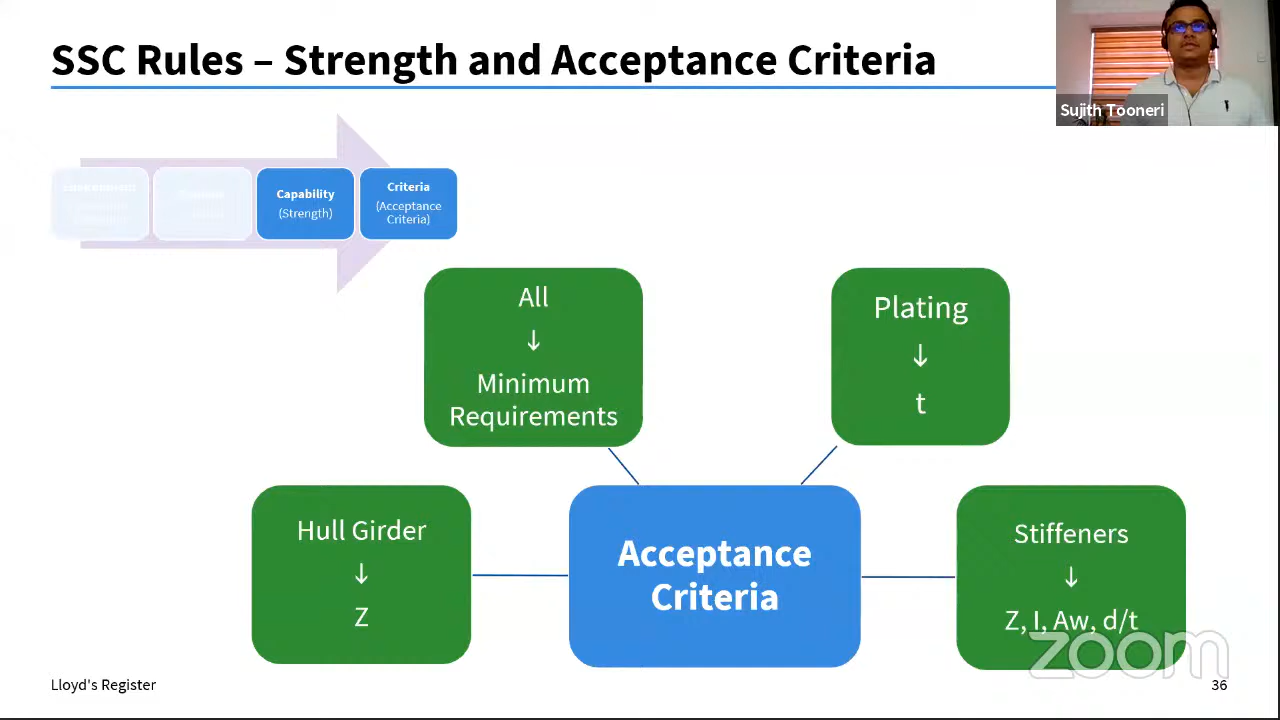 SSC Rules – Strength and Acceptance Criteria
Sujith Tooneri
Capability
(Strength)
Criteria
(Acceptance
Criteria)
All
↓
Minimum
Requirements
Plating
↓
t
Hull Girder
↓
Z
Acceptance
Criteria
Stiffeners
↓
Z, I, Aw, d/t
zoom
Lloyd's Register
36